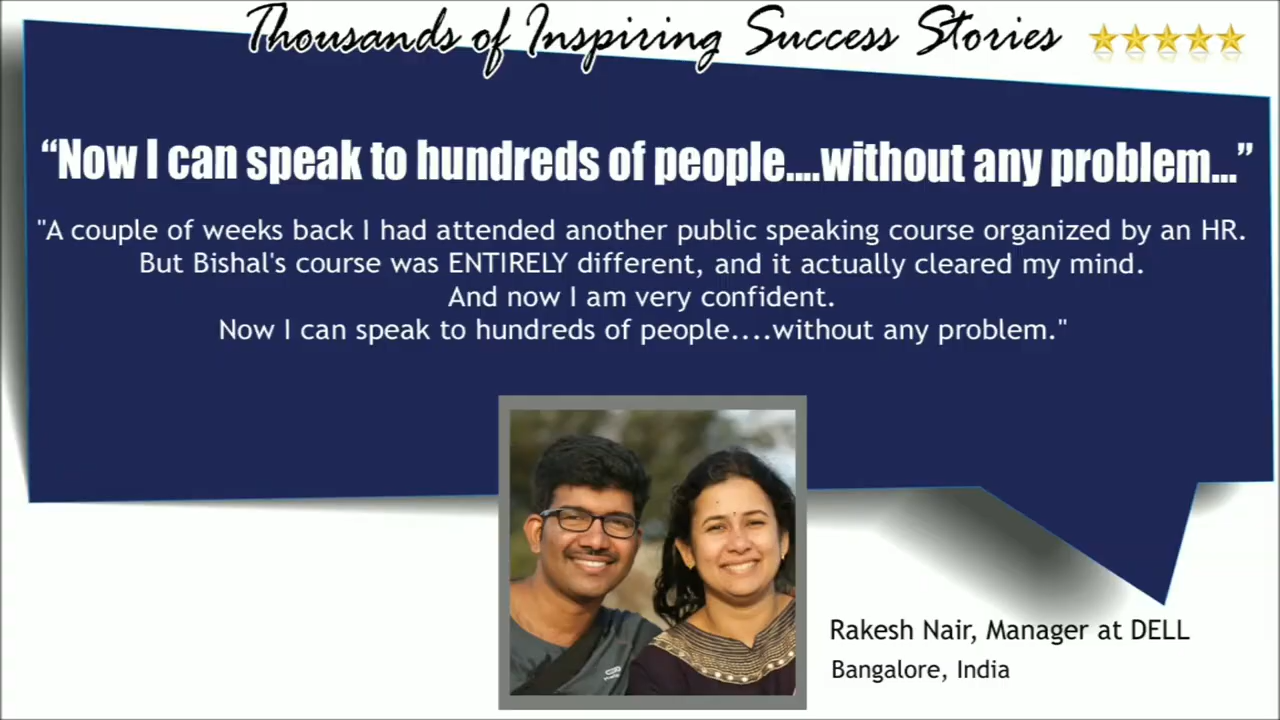 Thousands of Inspiring Success Stories
“Now I can speak to hundreds of people....without any problem...”
"A couple of weeks back I had attended another public speaking course organized by an HR.
But Bishal's course was ENTIRELY different, and it actually cleared my mind.
And now I am very confident.
Now I can speak to hundreds of people....without any problem."
Rakesh Nair, Manager at DELL
Bangalore, India